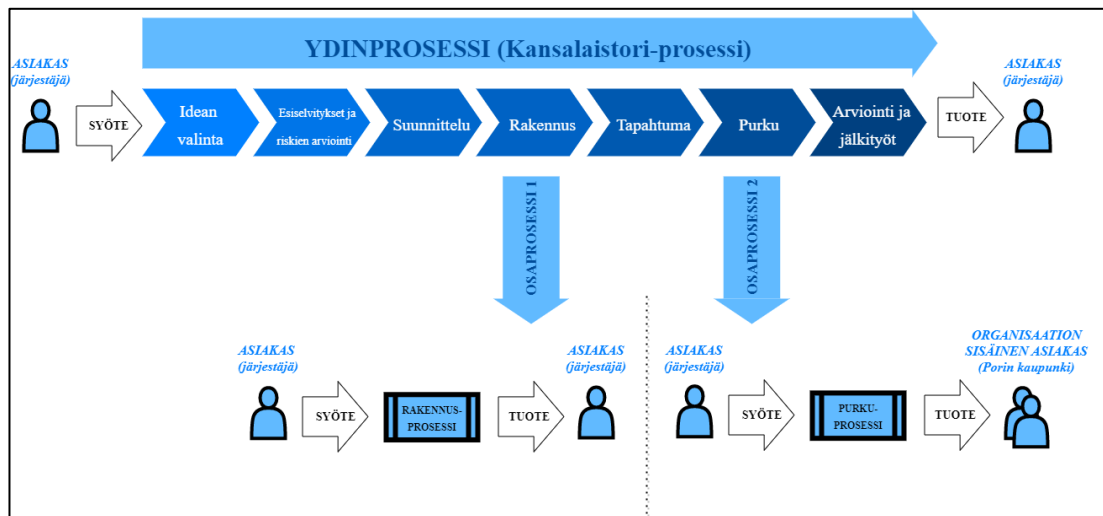 YDINPROSESSI (Kansalaistori-prosessi)
ASIAKAS
(järjestäjä)
SYÖTE
Idean
valinta
Esiselvitykset ja
riskien arviointi
Suunnittelu
Rakennus
Tapahtuma
Purku
Arviointi ja
jälkityöt
TUOTE
ASIAKAS
(järjestäjä)
OSAPROSESSI 1
OSAPROSESSI 2
ASIAKAS
(järjestäjä)
SYÖTE
RAKENNUS-
PROSESSI
TUOTE
ASIAKAS
(järjestäjä)
ASIAKAS
(järjestäjä)
SYÖTE
PURKU-
PROSESSI
TUOTE
ORGANISAATION
SISÄINEN ASIAKAS
(Porin kaupunki)